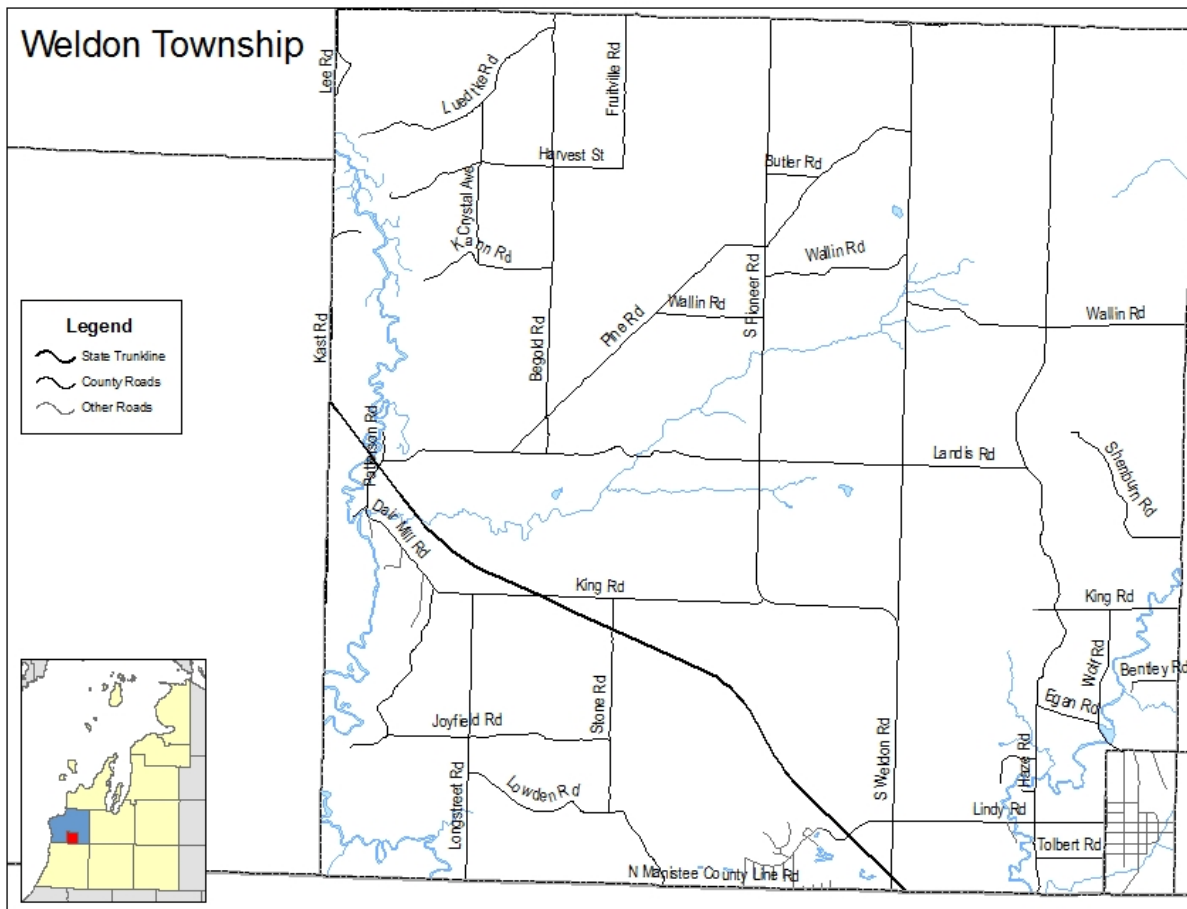 Weldon Township
Lee Rd
Luedtke Rd
Fruitville Rd
Harvest St
Butler Rd
Crystal Ave
Kann Rd
Wallin Rd
S Pioneer Rd
Wallin Rd
Pine Rd
Wallin Rd
Kast Rd
Begold Rd
Legend
State Trunkline
County Roads
Other Roads
Patterson Rd
Landis Rd
Shenburn Rd
Dair Mill Rd
King Rd
King Rd
Wolf Rd
Bentley Rd
Egan Rd
Stone Rd
Joyfield Rd
S Weldon Rd
Haze Rd
Longstreet Rd
Lowden Rd
Lindy Rd
Tolbert Rd
N Manistee County Line Rd